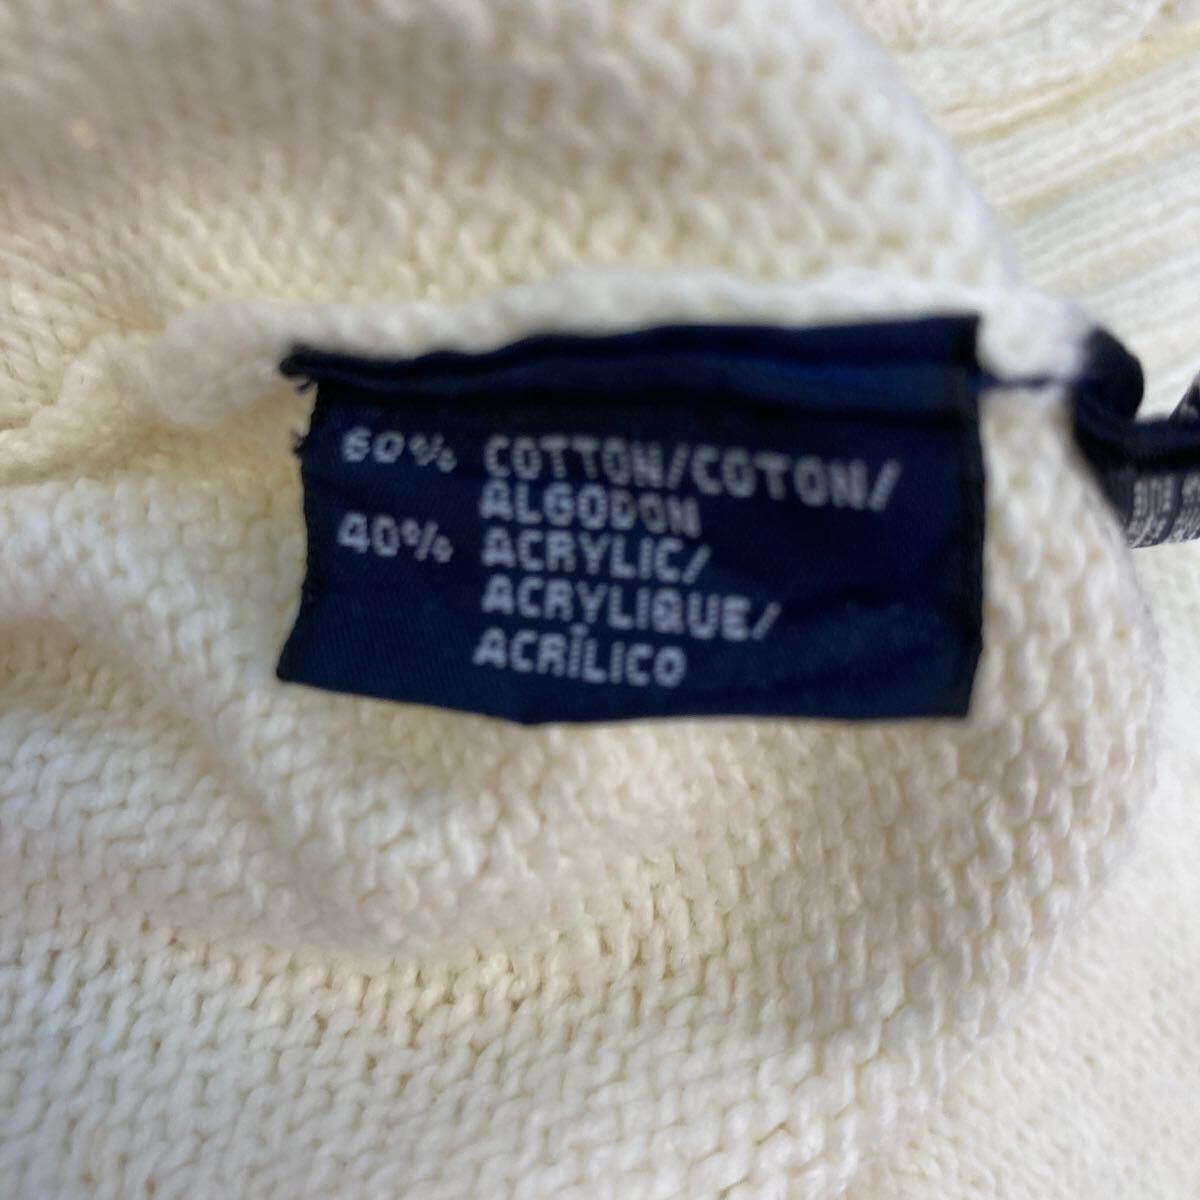 60% COTTON/COTON/
ALGODON
40% ACRYLIC/
ACRYLIQUE/
ACRÍLICO